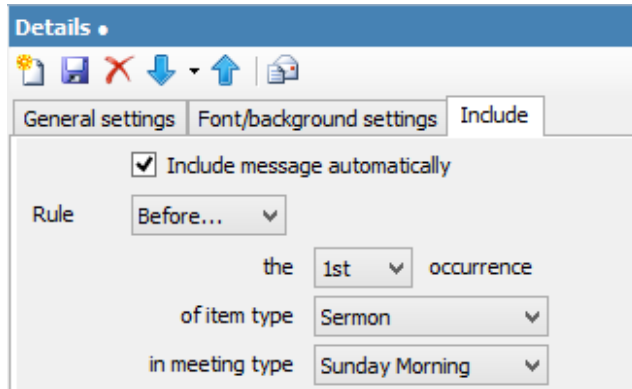 Details •
General settings Font/background settings Include
Include message automatically
Rule Before...
the 1st occurrence
of item type Sermon
in meeting type Sunday Morning